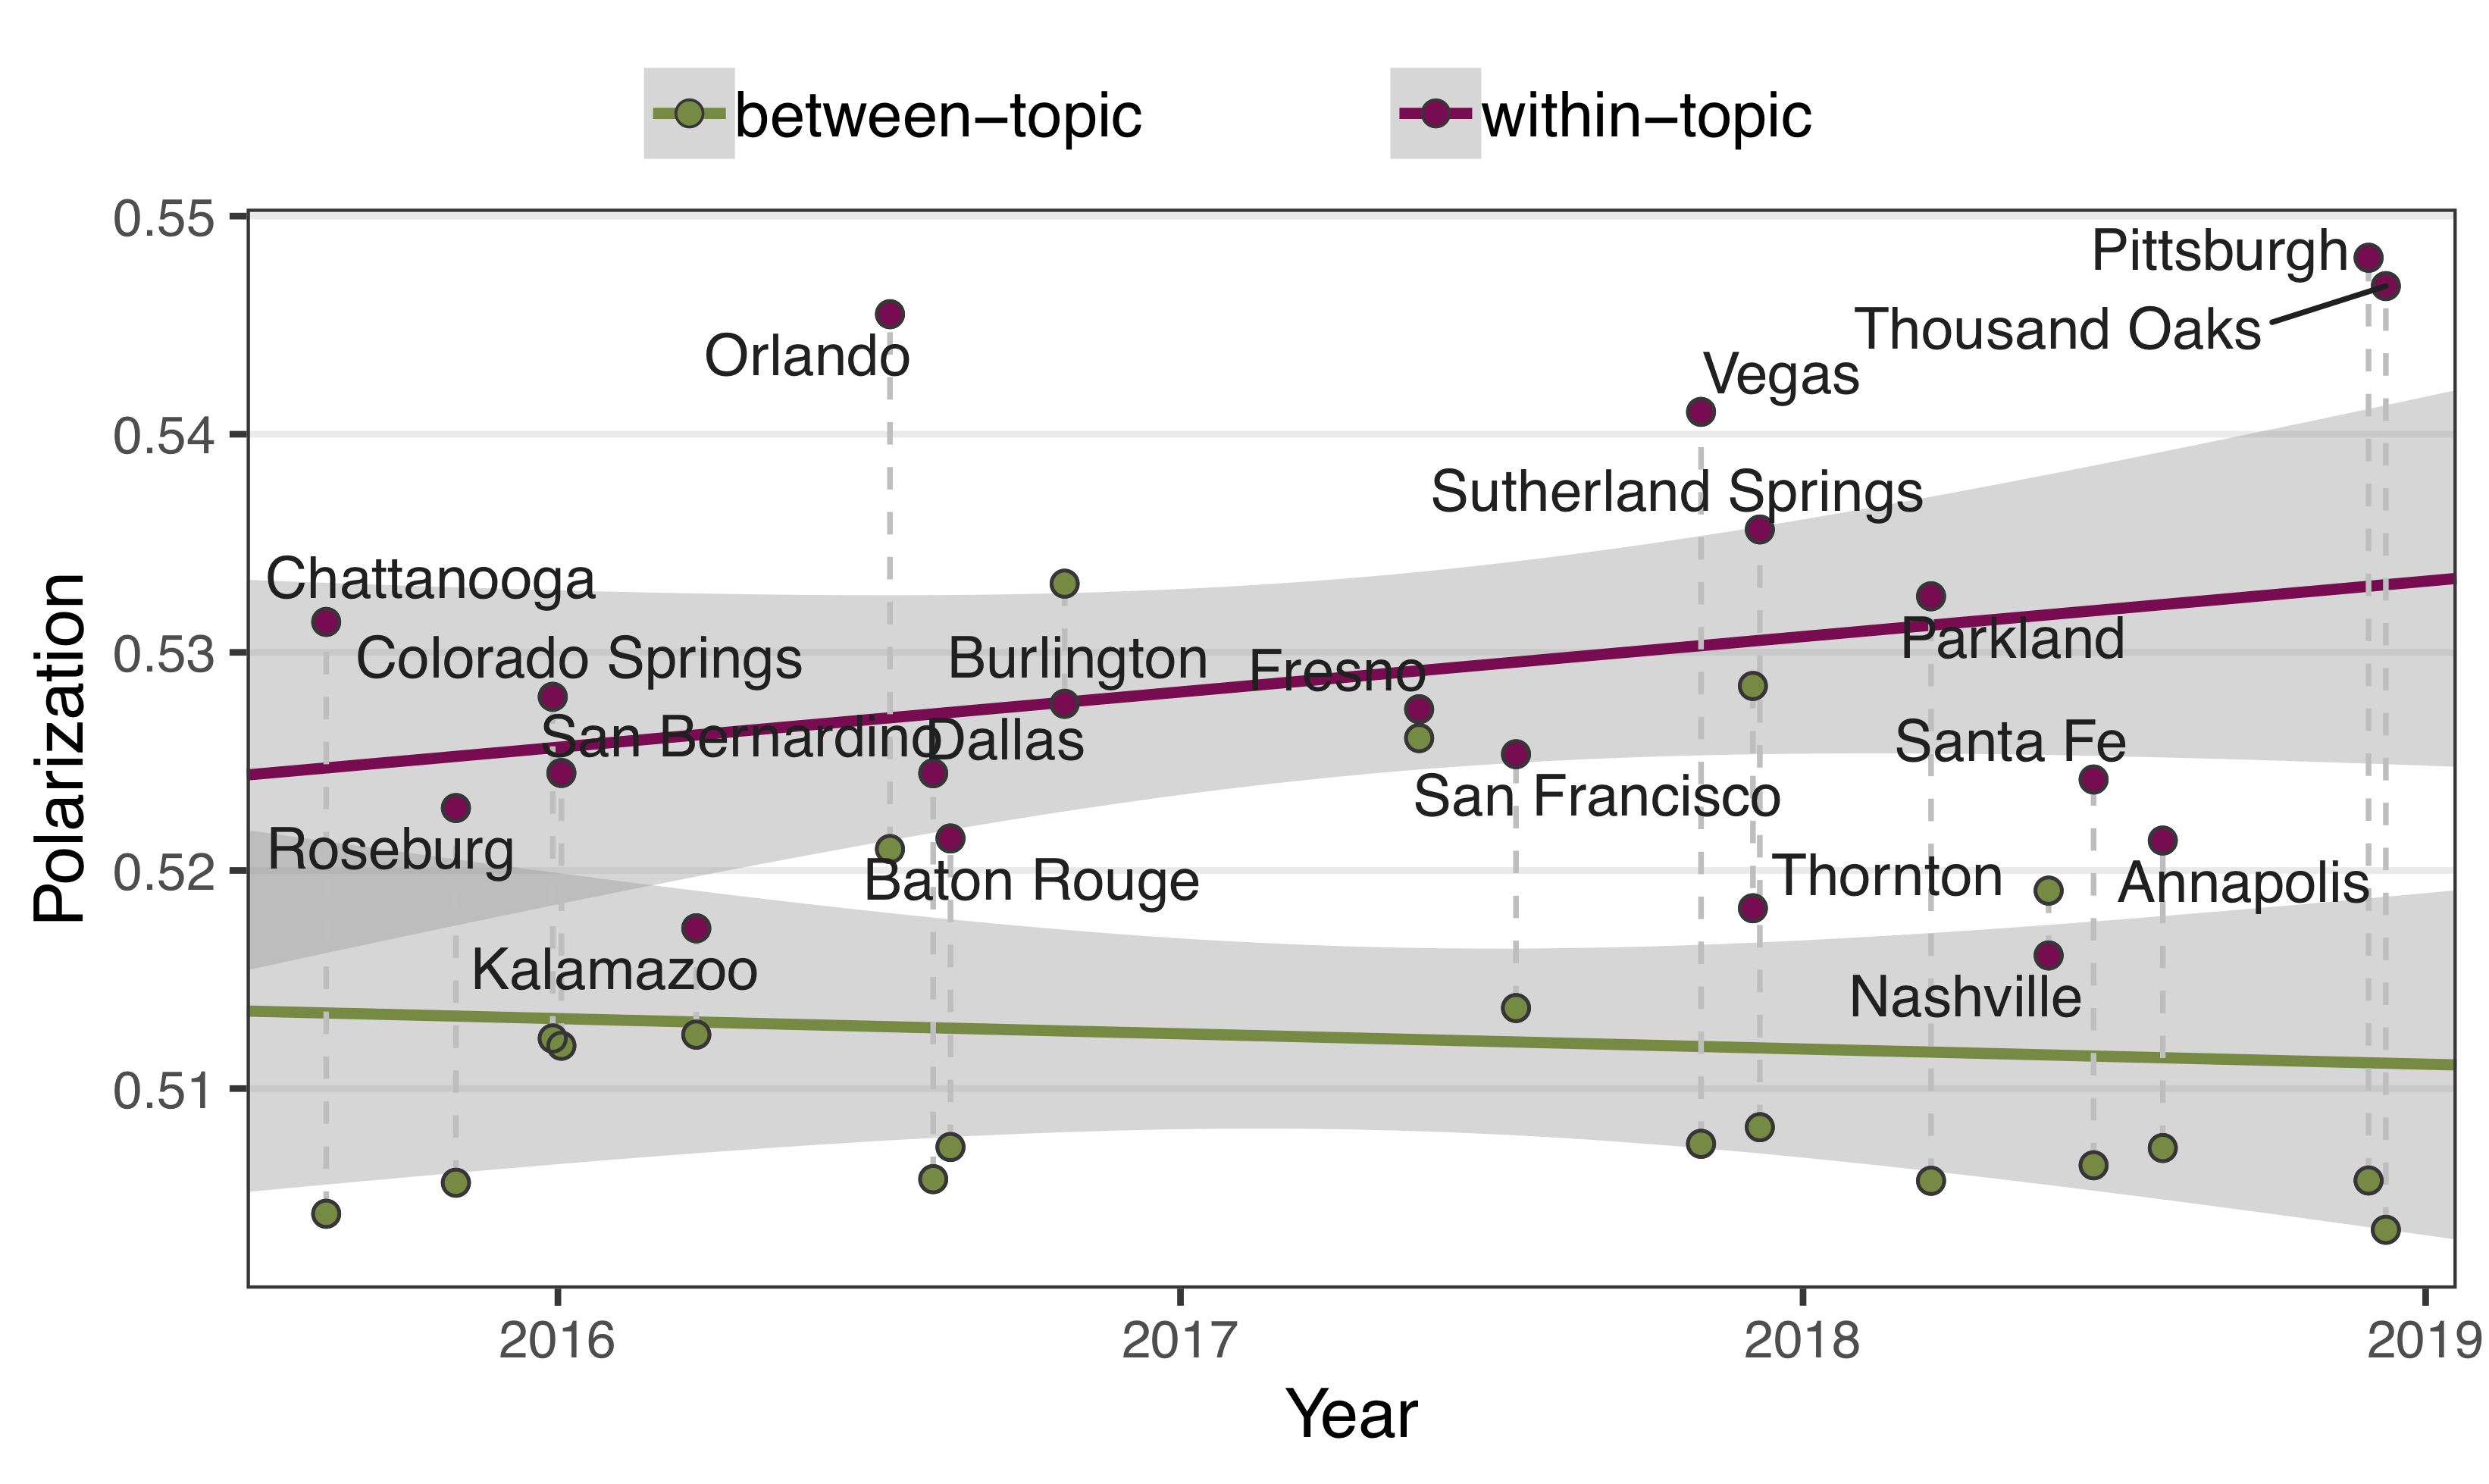 between−topic
within−topic
0.55
Pittsburgh
Thousand Oaks
Orlando
Vegas
0.54
Sutherland Springs
Chattanooga
0.53
Colorado Springs
Burlington
Fresno
Parkland
San Bernardino
Dallas
Santa Fe
San Francisco
Roseburg
0.52
Baton Rouge
Thornton
Annapolis
Kalamazoo
Nashville
0.51
Polarization
2016
2017
2018
2019
Year